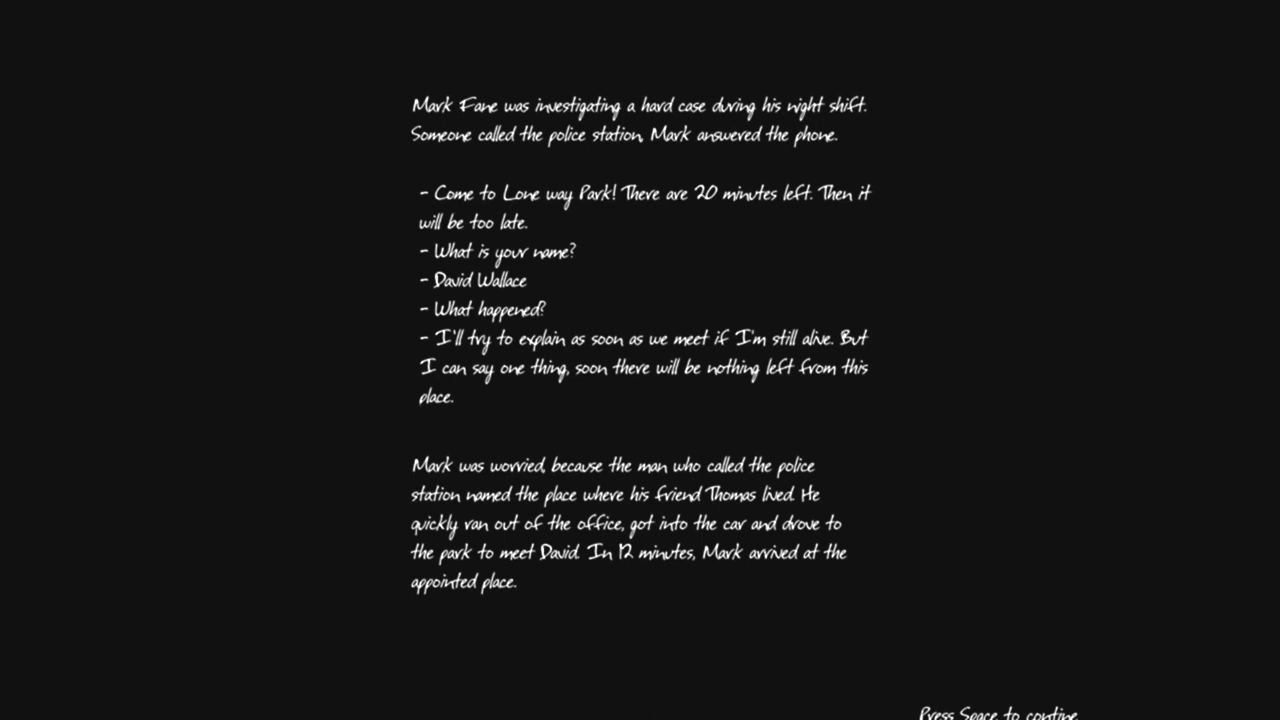 Mark Fane was investigating a hard case during his night shift.
Someone called the police station, Mark answered the phone.
- Come to Lone way Park! There are 20 minutes left. Then it
will be too late.
- What is your name?
- David Wallace
- What happened?
- I'll try to explain as soon as we meet if I'm still alive. But
I can say one thing, soon there will be nothing left from this
place.
Mark was worried, because the man who called the police
station named the place where his friend Thomas lived. He
quickly ran out of the office, got into the car and drove to
the park to meet David. In 12 minutes, Mark arrived at the
appointed place.
Press Space to continue